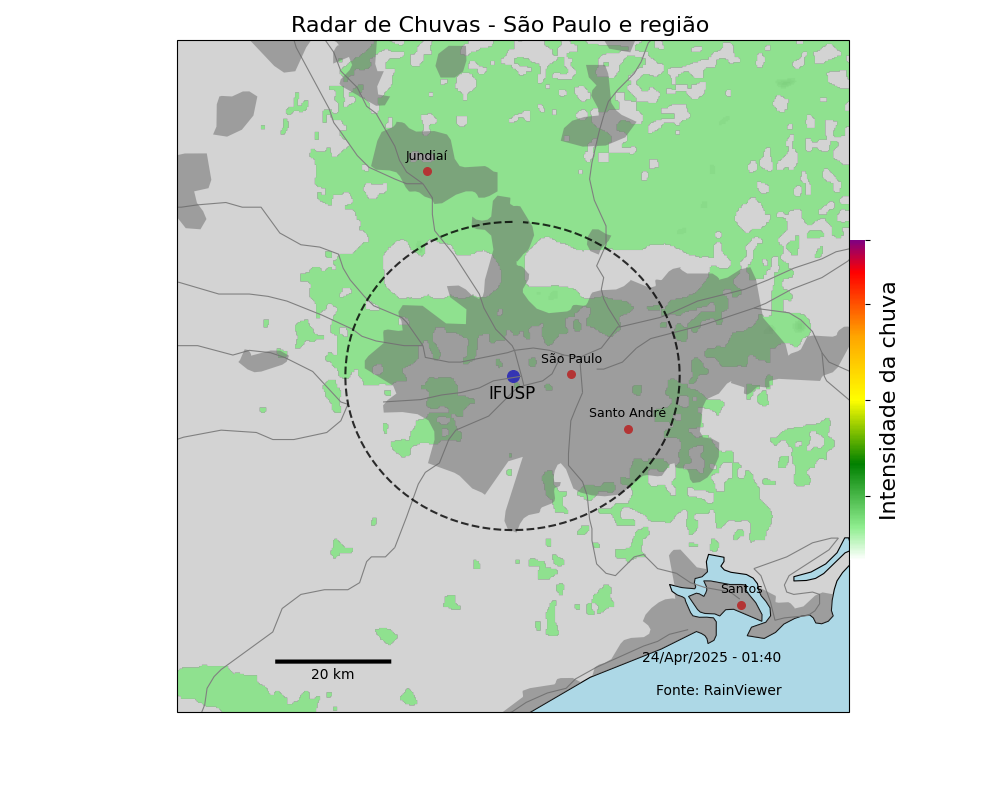 Radar de Chuvas - São Paulo e região
Jundiaí
São Paulo
IFUSP
Santo André
Santos
24/Apr/2025 - 01:40
20 km
Fonte: RainViewer
Intensidade da chuva